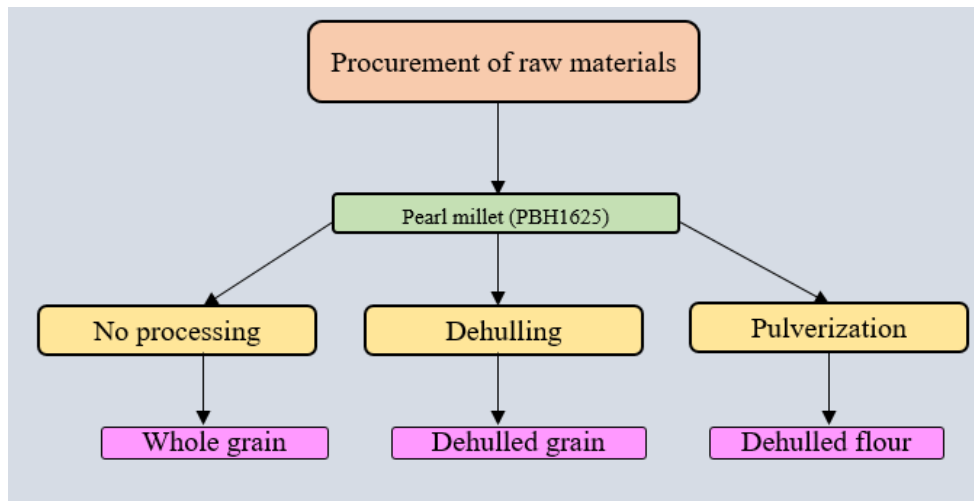 Procurement of raw materials
Pearl millet (PBH1625)
No processing
Dehulling
Pulverization
Whole grain
Dehulled grain
Dehulled flour